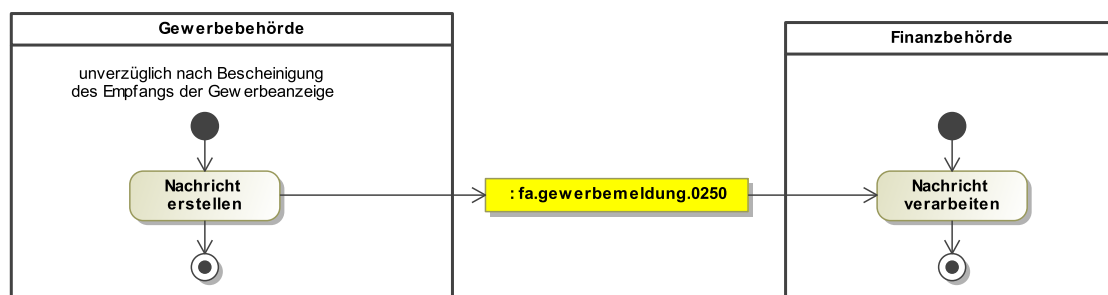 Gewerbebehörde
unverzüglich nach Bescheinigung
des Empfangs der Gewerbeanzeige
Nachricht
erstellen
: fa.gewerbemeldung.0250
Finanzbehörde
Nachricht
verarbeiten